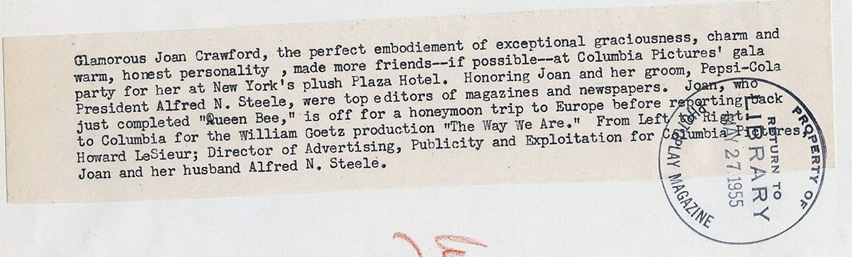 Glamorous Joan Crawford, the perfect embodiement of exceptional graciousness, charm and
warm, honest personality , made more friends--if possible--at Columbia Pictures' gala
party for her at New York's plush Plaza Hotel. Honoring Joan and her groom, Pepsi-Cola
President Alfred N. Steele, were top editors of magazines and newspapers. Joan, who
just completed "Queen Bee," is off for a honeymoon trip to Europe before reporting back
to Columbia for the William Goetz production "The Way We Are." From Left to Right:
Howard LeSieur; Director of Advertising, Publicity and Exploitation for Columbia Pictures,
Joan and her husband Alfred N. Steele.
PROPERTY OF
RETURN TO
LIBRARY
MAY 27 1955
PHOTOPLAY MAGAZINE